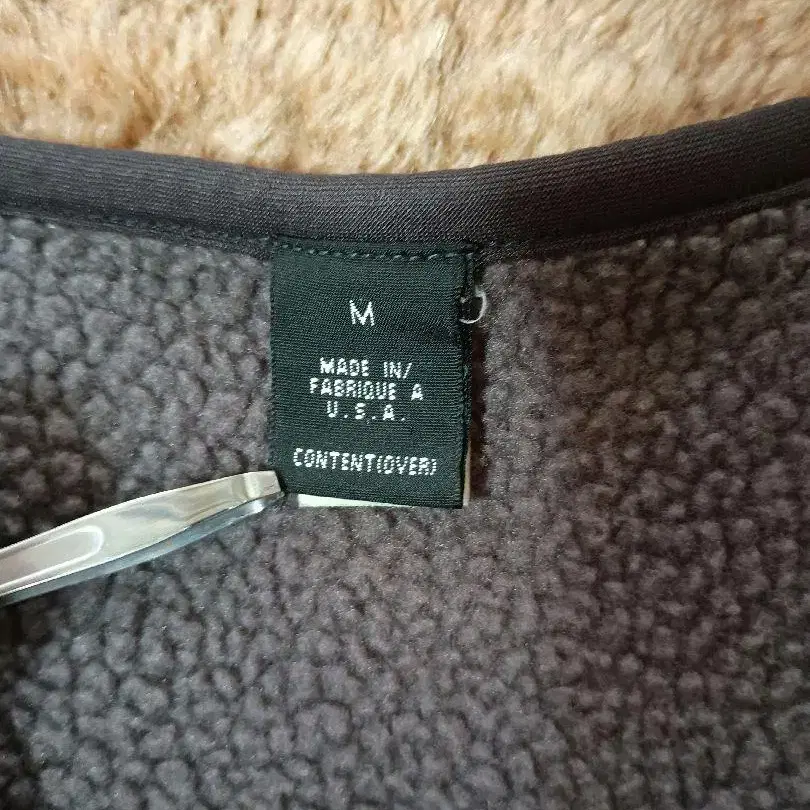 M
MADE IN/
FABRIQUE A
U.S.A.
CONTENT(OVER)